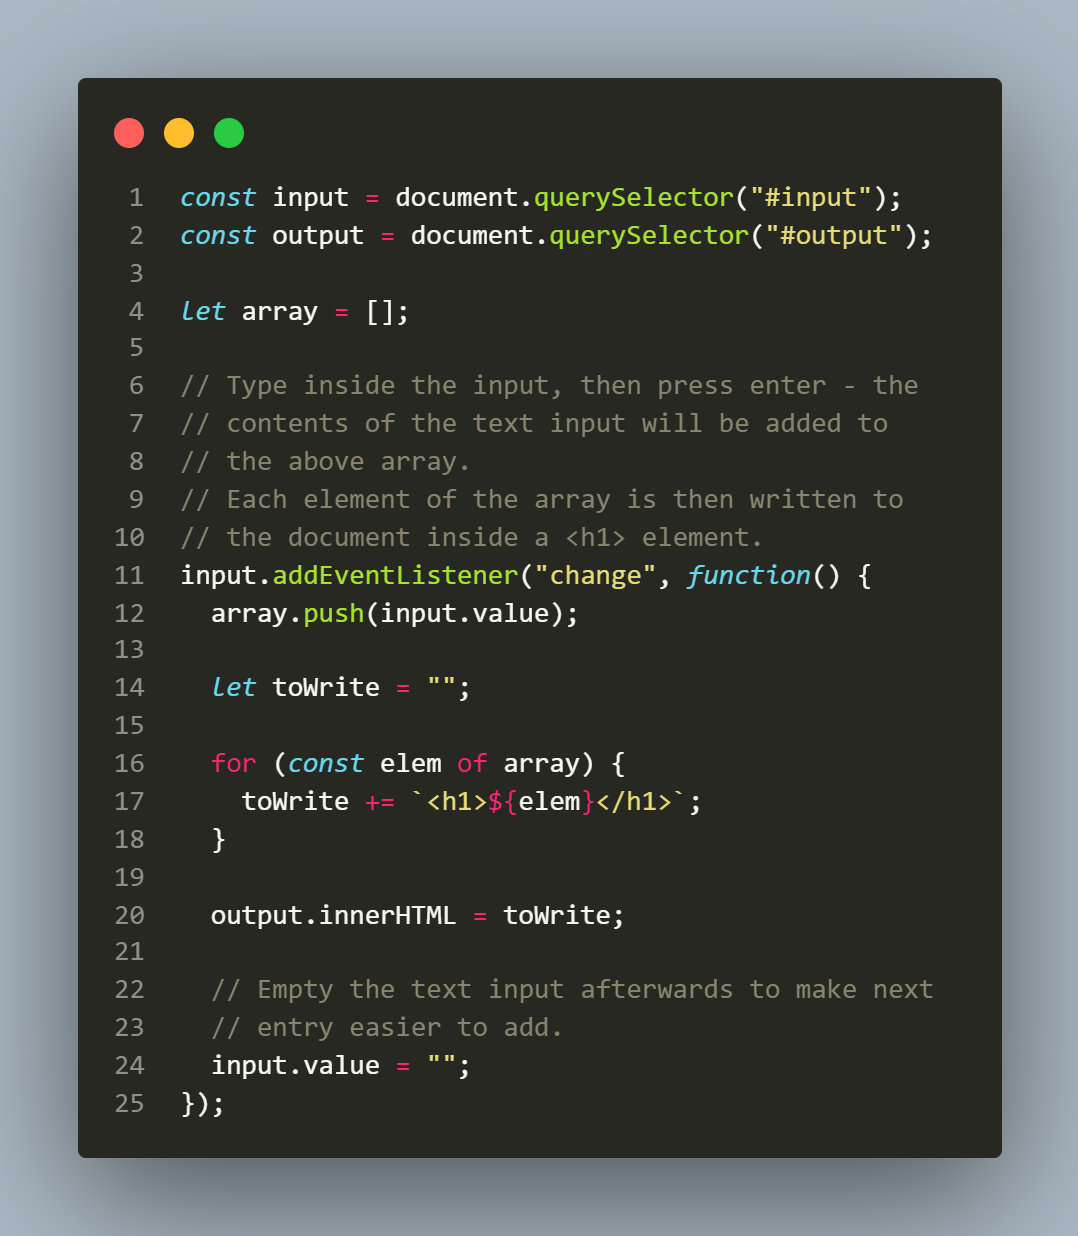 1 const input = document.querySelector("#input");
2 const output = document.querySelector("#output");
3
4 let array = [];
5
6 // Type inside the input, then press enter - the
7 // contents of the text input will be added to
8 // the above array.
9 // Each element of the array is then written to
10 // the document inside a <h1> element.
11 input.addEventListener("change", function() {
12   array.push(input.value);
13
14   let toWrite = "";
15
16   for (const elem of array) {
17     toWrite += `<h1>${elem}</h1>`;
18   }
19
20   output.innerHTML = toWrite;
21
22   // Empty the text input afterwards to make next
23   // entry easier to add.
24   input.value = "";
25 });